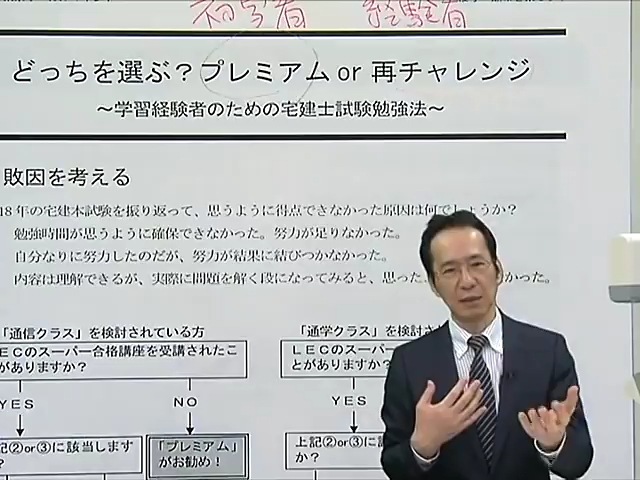 初学者 経験者
どっちを選ぶ？プレミアム or 再チャレンジ
～学習経験者のための宅建士試験勉強法～
敗因を考える
18年の宅建本試験を振り返って、思うように得点できなかった原因は何でしょうか？
勉強時間が思うように確保できなかった。努力が足りなかった。
自分なりに努力したのだが、努力が結果に結びつかなかった。
内容は理解できるが、実際に問題を解く段になってみると、思った かった。
「通信クラス」を検討されている方
「通学クラス」を検討さ
ECのスーパー合格講座を受講されたこ
がありますか？
LECのスーパー
とがありますか？
YES NO YES
記②or③に該当します
？
「プレミアム」
がお勧め！
上記②or③に
か？